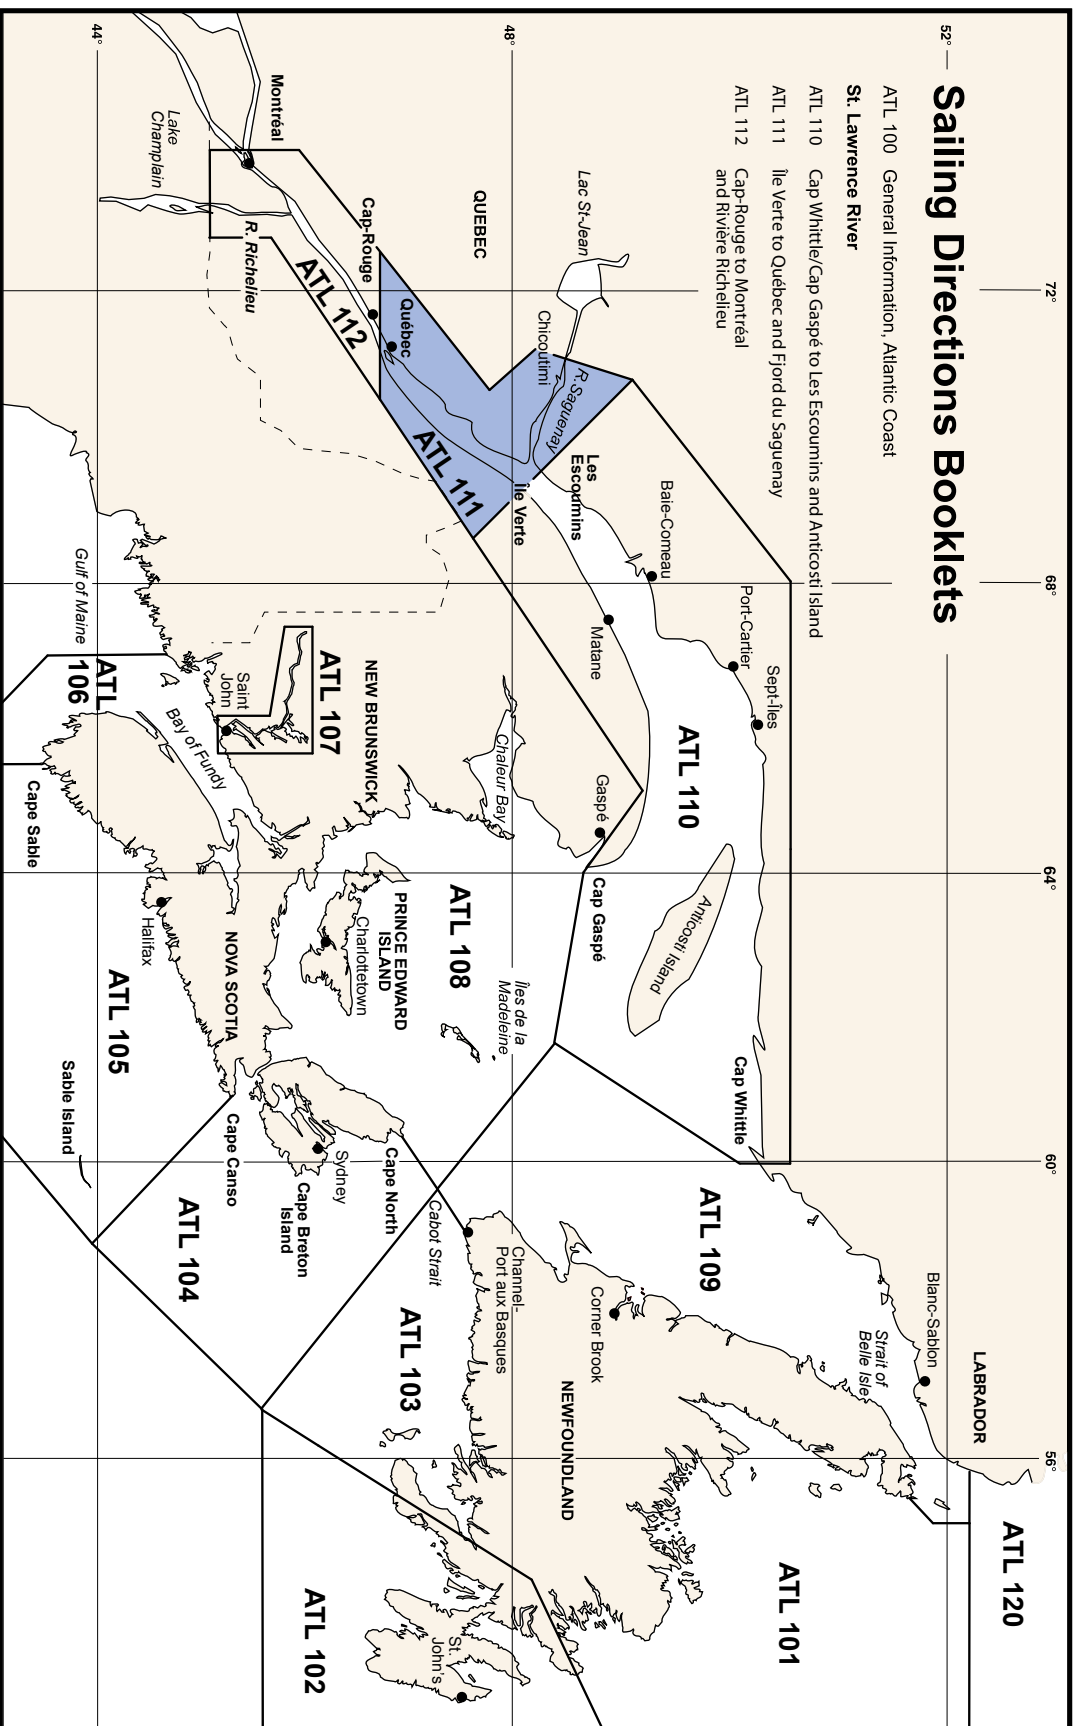 Sailing Directions Booklets
ATL 100 General Information, Atlantic Coast
St. Lawrence River
ATL 110 Cap Whittle/Cap Gaspé to Les Escoumins and Anticosti Island
ATL 111 Île Verte to Québec and Fjord du Saguenay
ATL 112 Cap-Rouge to Montréal
and Rivière Richelieu
52°
48°
44°
72°
68°
64°
60°
56°
LABRADOR
ATL 120
Blanc-Sablon
Strait of
Belle Isle
ATL 101
ATL 109
Cap Whittle
Sept-Îles
Port-Cartier
Baie-Comeau
ATL 110
Anticosti Island
Matane
Les
Escoumins
Île Verte
Lac St-Jean
Chicoutimi
R. Saguenay
QUEBEC
Québec
ATL 111
Cap-Rouge
ATL 112
Montréal
R. Richelieu
Lake
Champlain
Gaspé
Cap Gaspé
Chaleur Bay
Îles de la
Madeleine
ATL 108
NEW BRUNSWICK
PRINCE EDWARD
ISLAND
Charlottetown
ATL 107
Saint
John
Bay of Fundy
Gulf of Maine
ATL
106
Cape Sable
Halifax
NOVA SCOTIA
ATL 105
Sable Island
Cape Canso
Sydney
Cape Breton
Island
Cape North
Cabot Strait
ATL 104
Channel-
Port aux Basques
Corner Brook
NEWFOUNDLAND
ATL 103
ATL 102
St.
John's